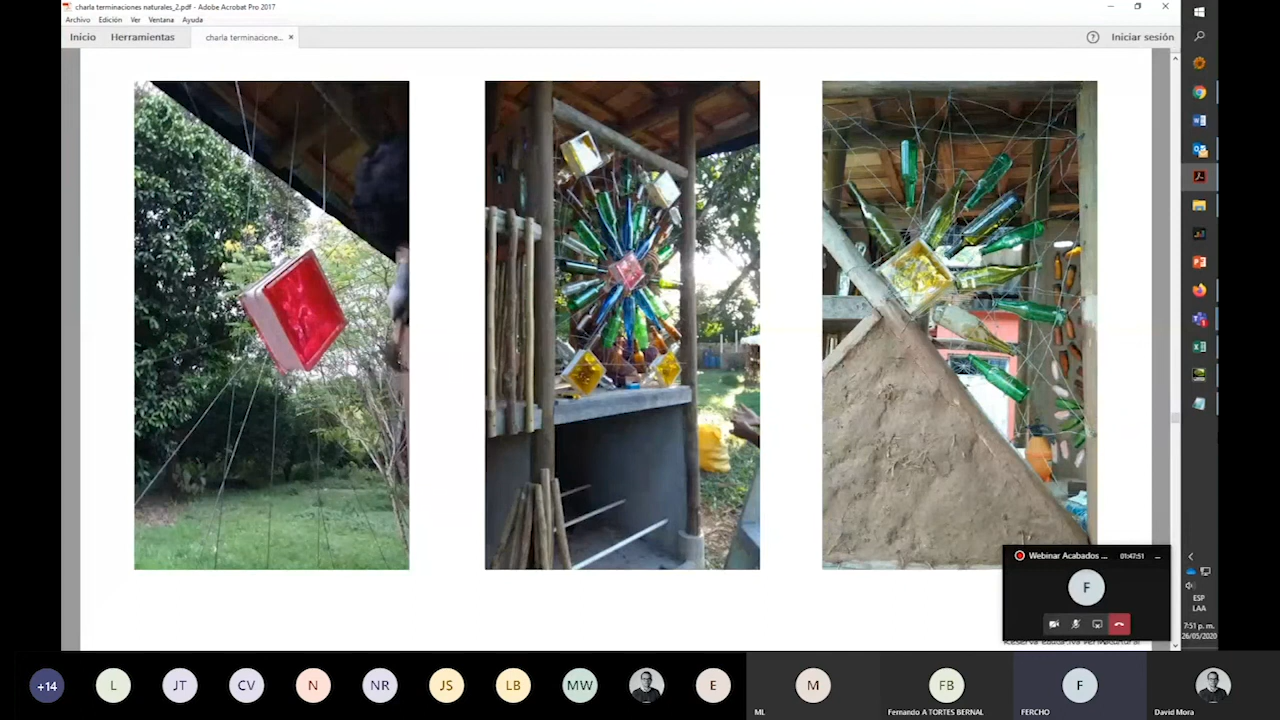 charla terminaciones naturales_2.pdf - Adobe Acrobat Pro 2017
Archivo Edición Ver Ventana Ayuda
Inicio Herramientas charla terminacione... × ? Iniciar sesión
Webinar Acabados ... 01:47:51
F
ESP
LAA
7:51 p. m.
26/05/2020
+14 L JT CV N NR JS LB MW E M FB F
ML Fernando A TORTES BERNAL FERCHO David Mora